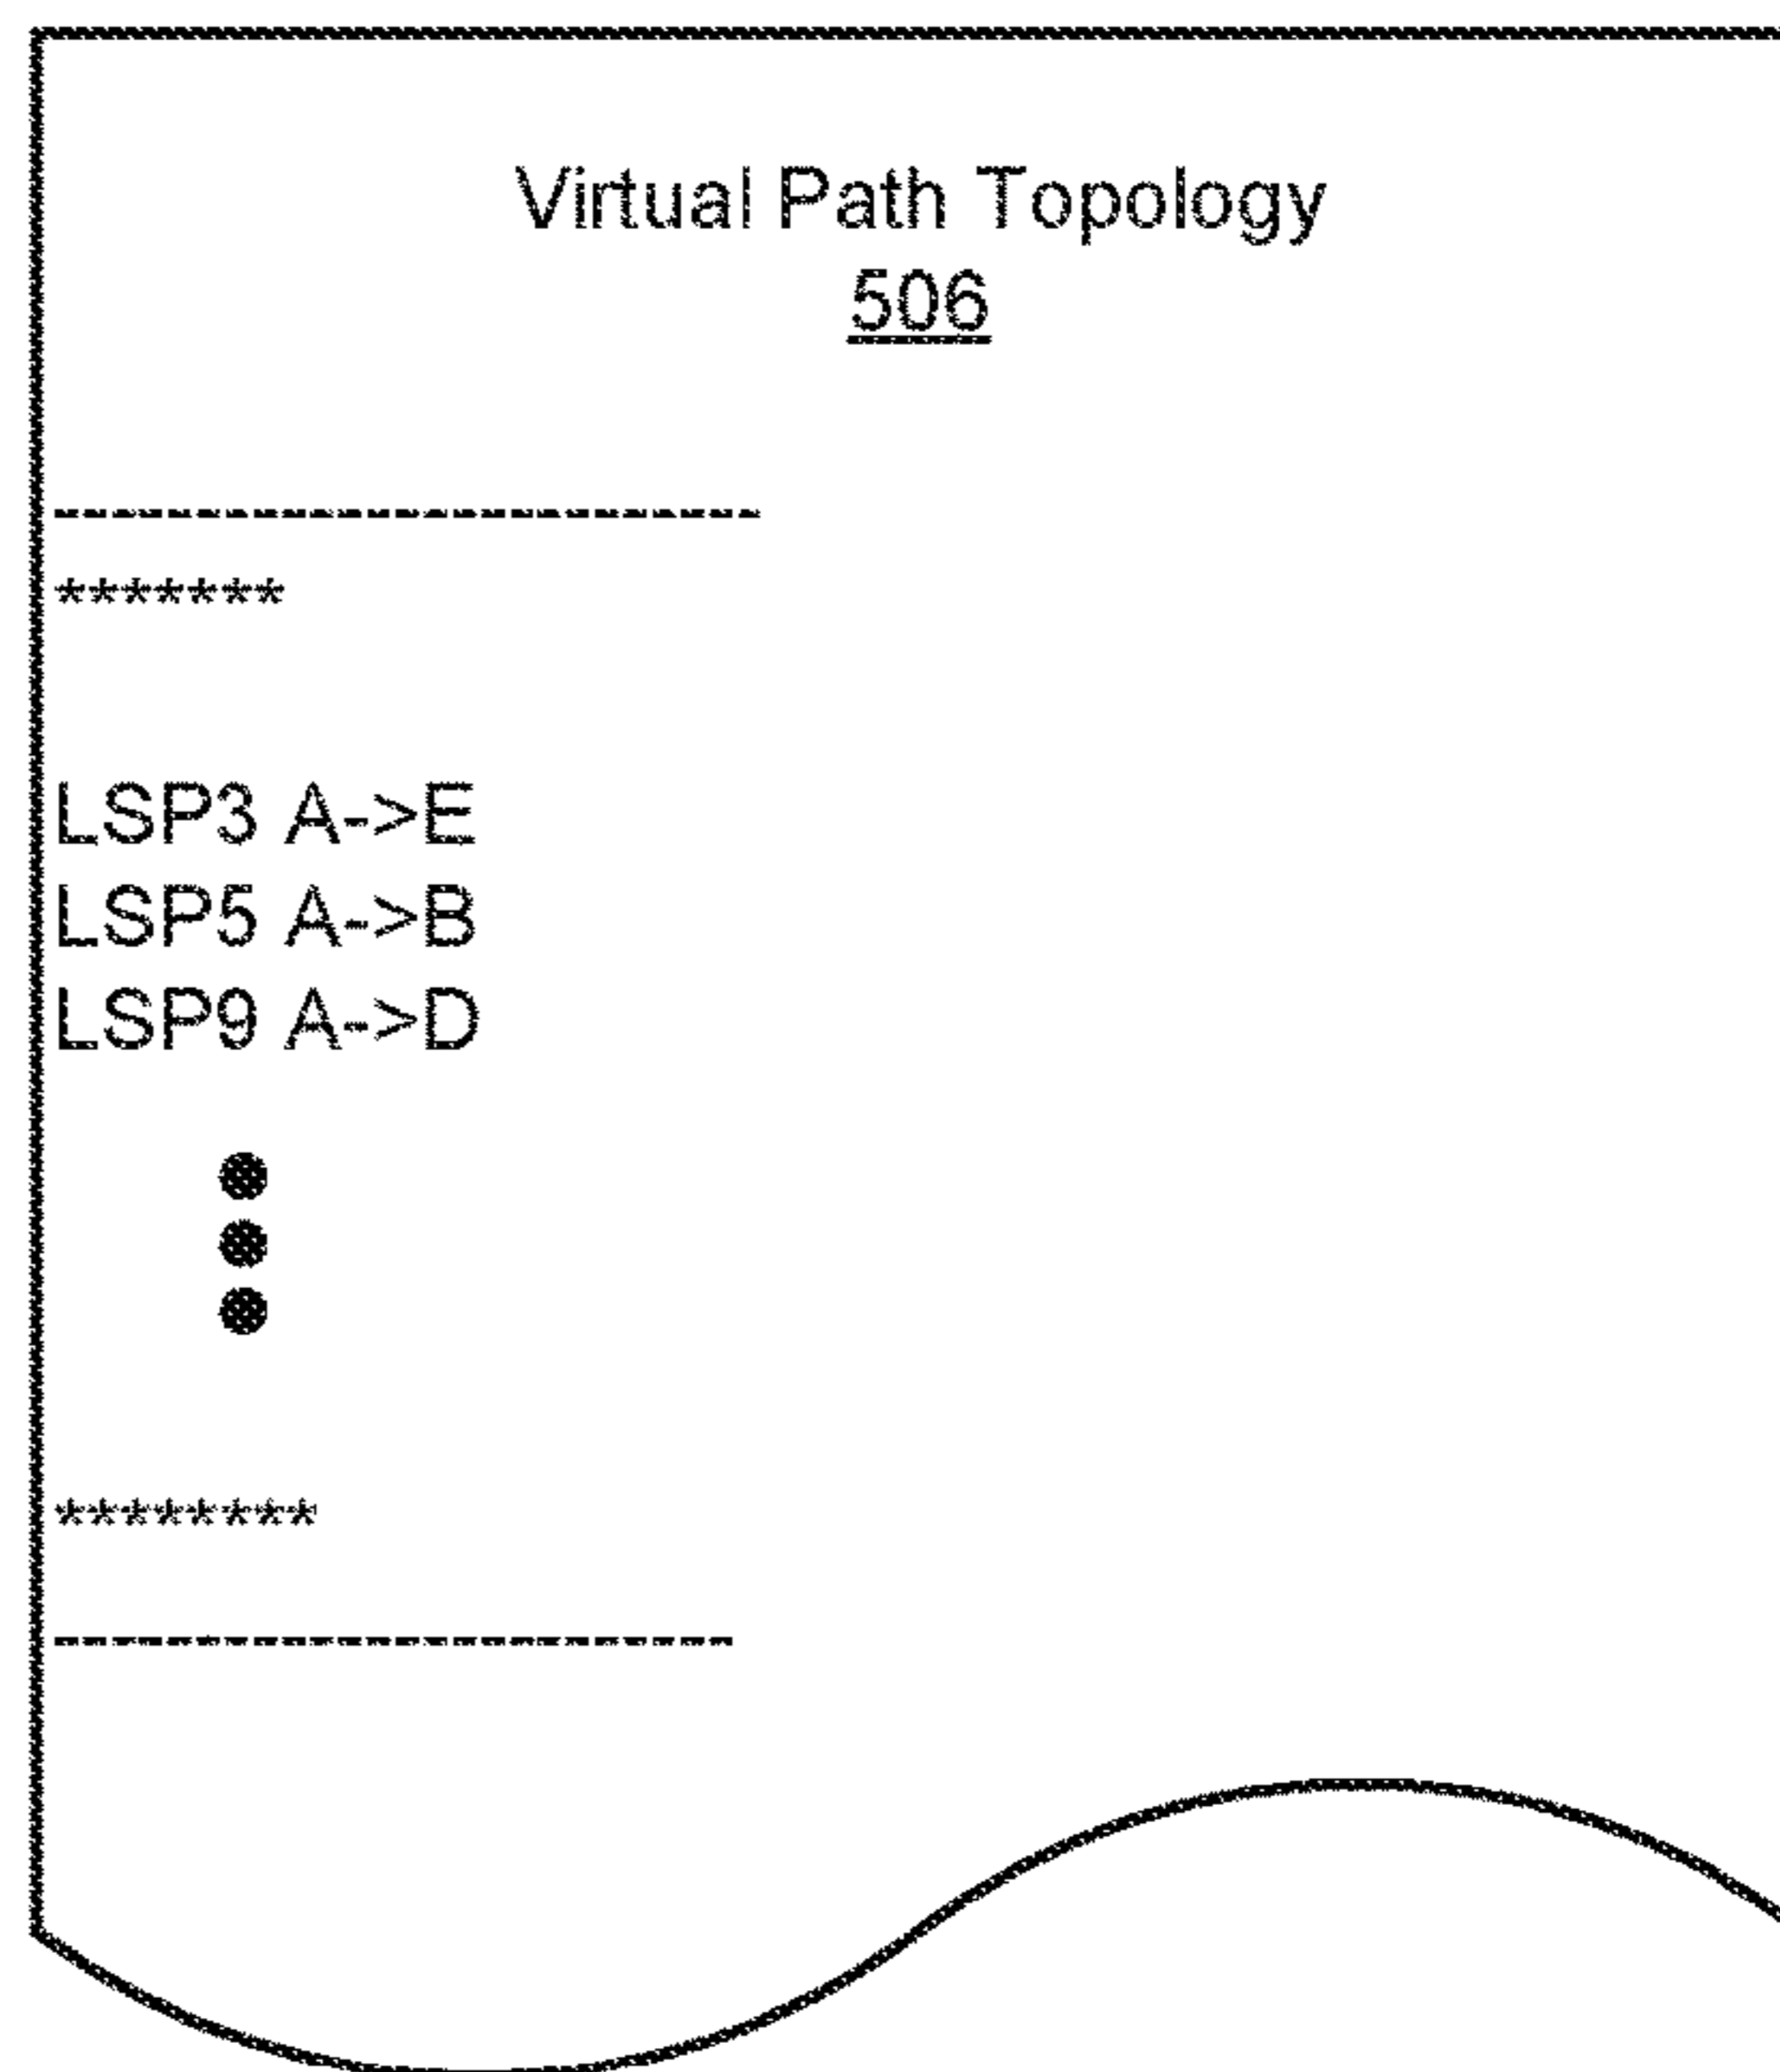 Virtual Path Topology
506
-------------------------
*******
LSP3 A->E
LSP5 A->B
LSP9 A->D
********
------------------------